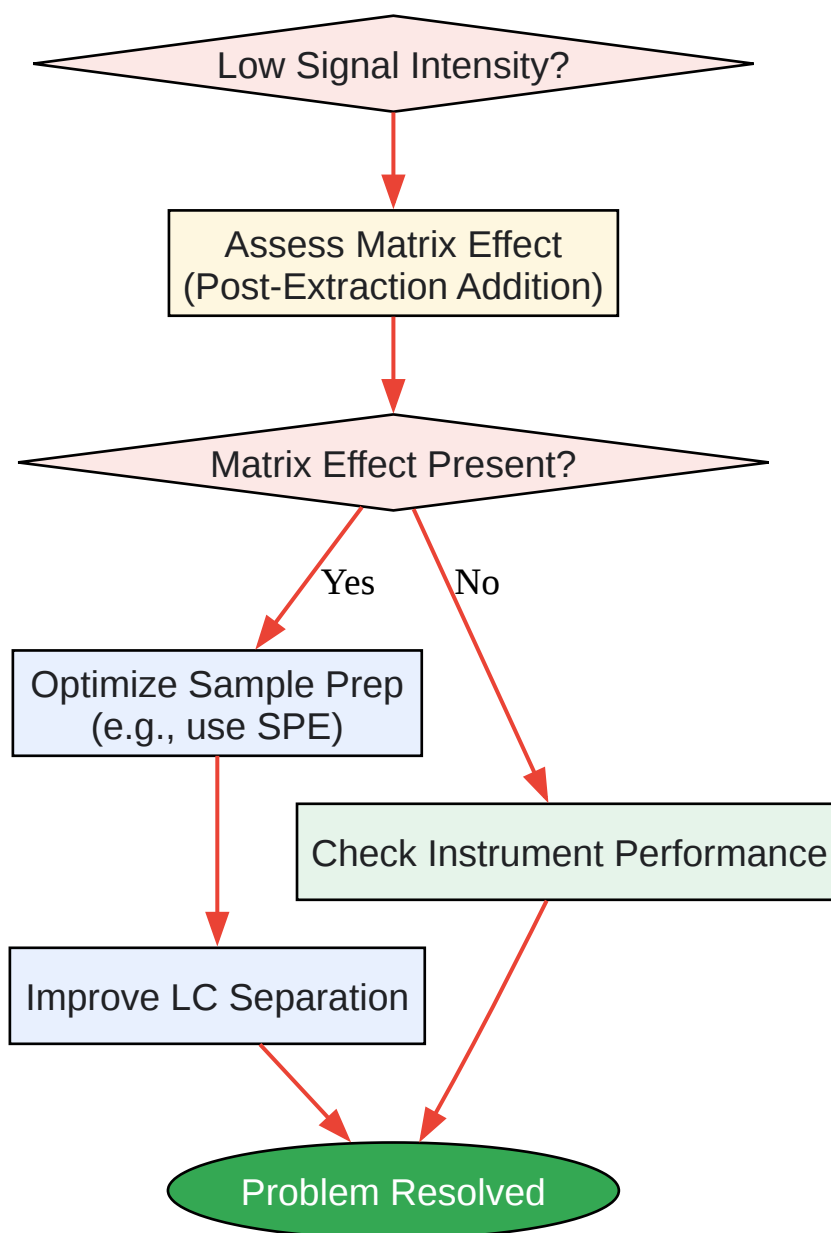 Low Signal Intensity?
Assess Matrix Effect
(Post-Extraction Addition)
Matrix Effect Present?
Yes
No
Optimize Sample Prep
(e.g., use SPE)
Check Instrument Performance
Improve LC Separation
Problem Resolved